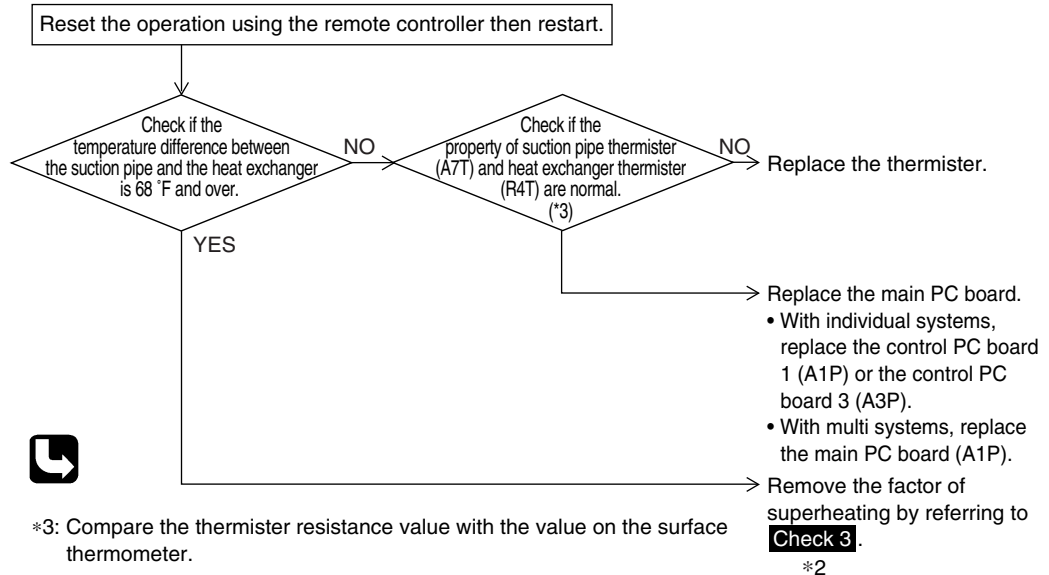 Reset the operation using the remote controller then restart.
Check if the
temperature difference between
the suction pipe and the heat exchanger
is 68 ˚F and over.
NO
YES
Check if the
property of suction pipe thermister
(A7T) and heat exchanger thermister
(R4T) are normal.
(*3)
NO
Replace the thermister.
Replace the main PC board.
• With individual systems,
replace the control PC board
1 (A1P) or the control PC
board 3 (A3P).
• With multi systems, replace
the main PC board (A1P).
Remove the factor of
superheating by referring to
Check 3.
*2
*3: Compare the thermister resistance value with the value on the surface
thermometer.